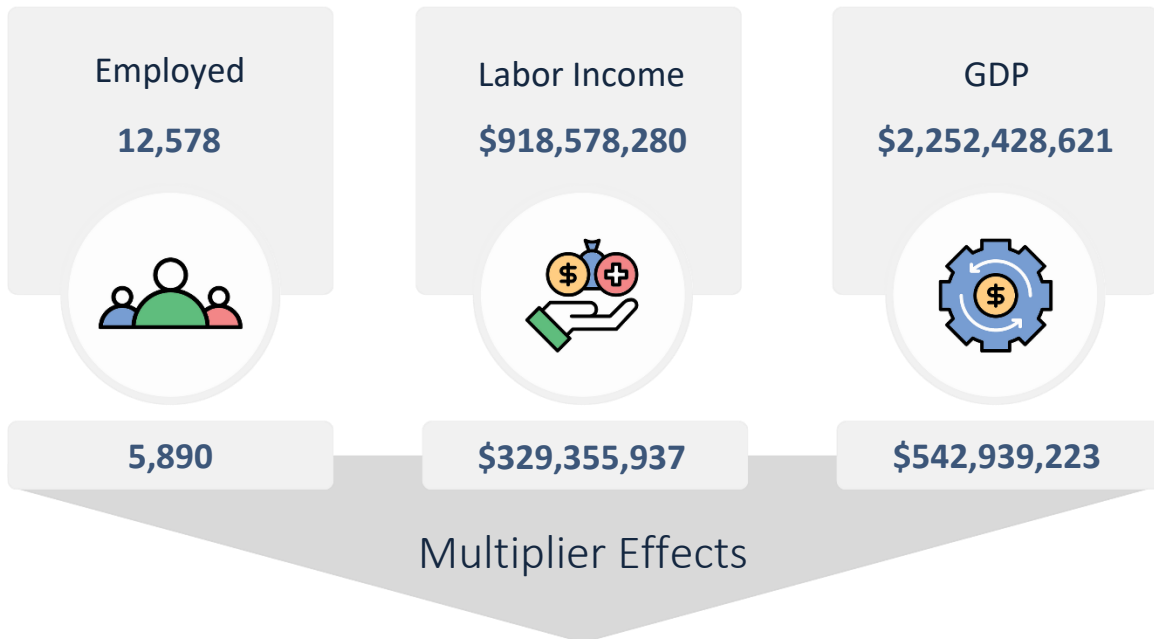 Employed
12,578
Labor Income
$918,578,280
GDP
$2,252,428,621
5,890
$329,355,937
$542,939,223
Multiplier Effects